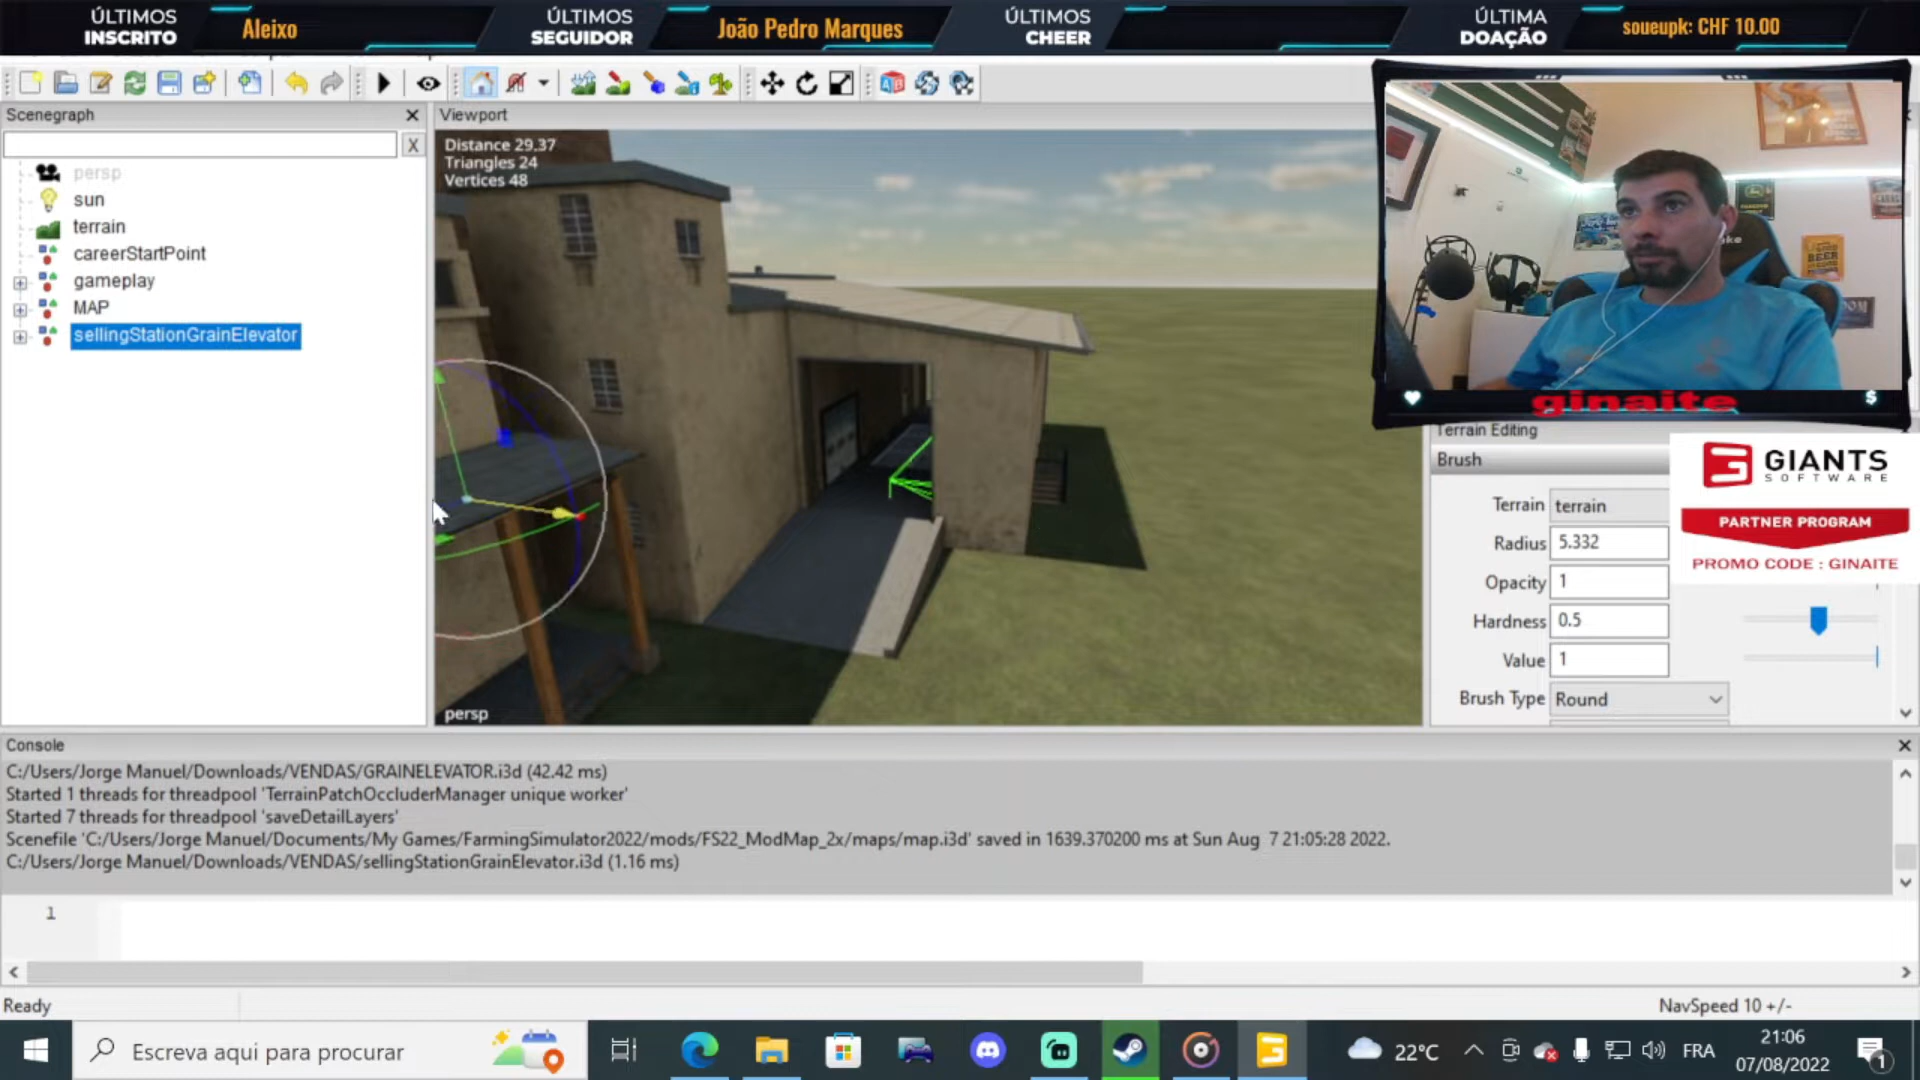 ÚLTIMOS
INSCRITO
Aleixo
ÚLTIMOS
SEGUIDOR
João Pedro Marques
ÚLTIMOS
CHEER
ÚLTIMA
DOAÇÃO
soueupk: CHF 10.00
Scenegraph
Viewport
X
Distance 29.37
Triangles 24
Vertices 48
persp
sun
terrain
careerStartPoint
gameplay
MAP
sellingStationGrainElevator
persp
ginaite
$
Terrain Editing
Brush
Terrain terrain
Radius 5.332
Opacity 1
Hardness 0.5
Value 1
Brush Type Round
GIANTS
SOFTWARE
PARTNER PROGRAM
PROMO CODE : GINAITE
Console
C:/Users/Jorge Manuel/Downloads/VENDAS/GRAINELEVATOR.i3d (42.42 ms)
Started 1 threads for threadpool 'TerrainPatchOccluderManager unique worker'
Started 7 threads for threadpool 'saveDetailLayers'
Scenefile 'C:/Users/Jorge Manuel/Documents/My Games/FarmingSimulator2022/mods/FS22_ModMap_2x/maps/map.i3d' saved in 1639.370200 ms at Sun Aug  7 21:05:28 2022.
C:/Users/Jorge Manuel/Downloads/VENDAS/sellingStationGrainElevator.i3d (1.16 ms)
1
Ready
NavSpeed 10 +/-
Escreva aqui para procurar
22°C
FRA
21:06
07/08/2022
1